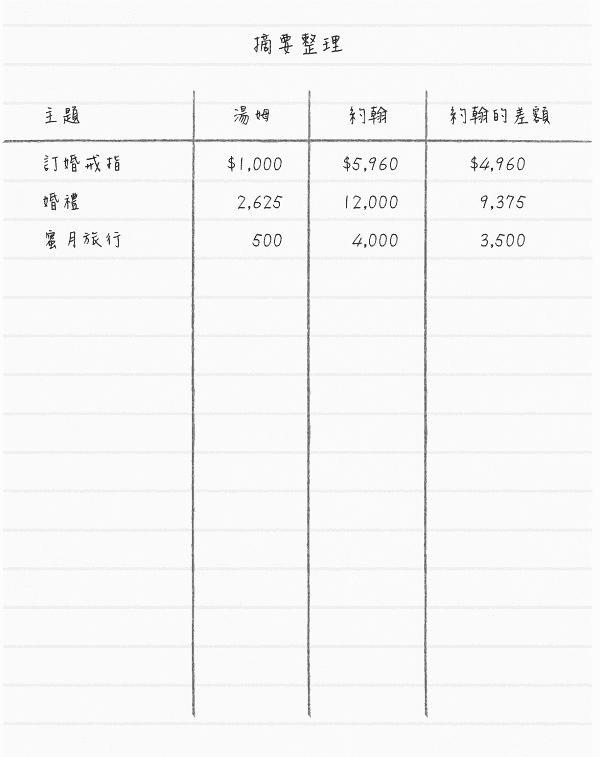 摘要整理
主題 湯姆 約翰 約翰的差額
訂婚戒指 $1,000 $5,960 $4,960
婚禮 2,625 12,000 9,375
蜜月旅行 500 4,000 3,500